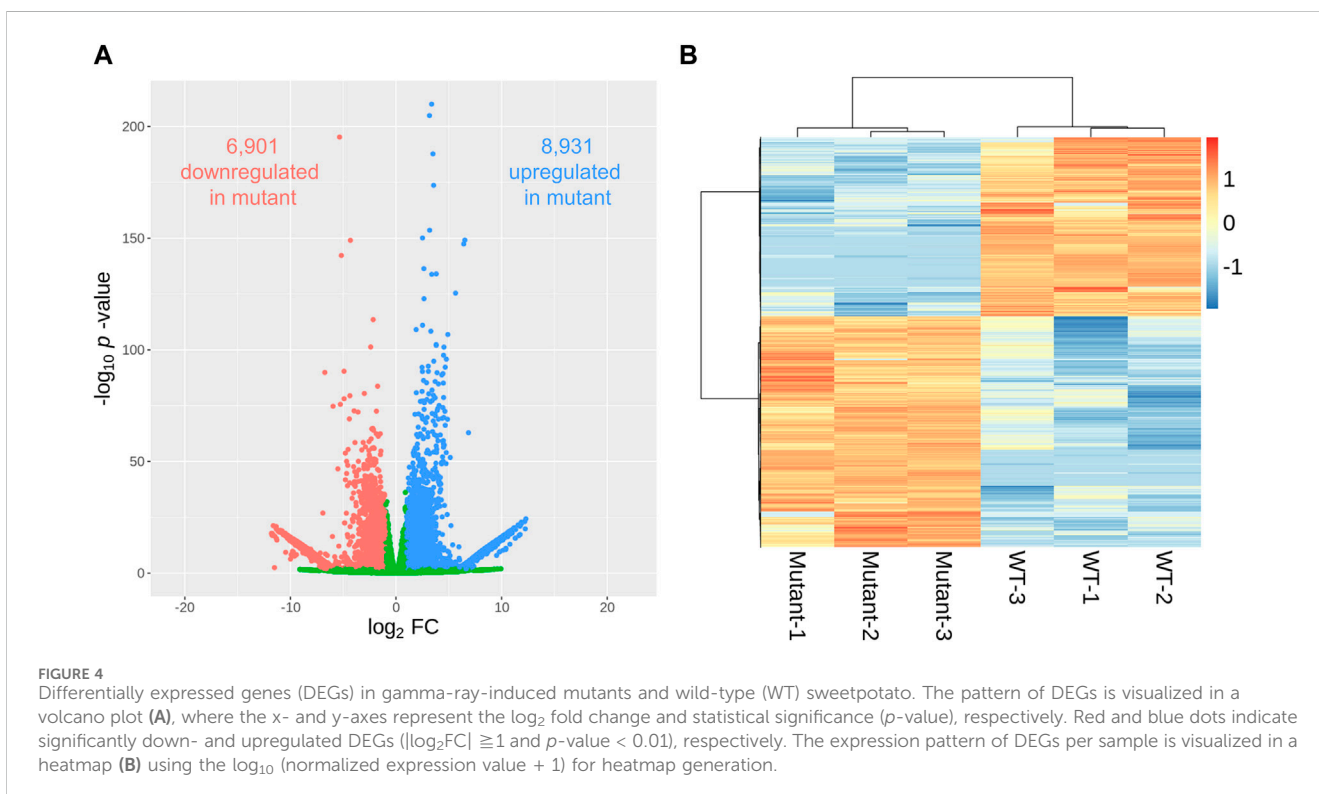 A
200
150
100
50
0
-log10 p -value
6,901
downregulated
in mutant
8,931
upregulated
in mutant
-20
-10
0
10
20
log2 FC
B
1
0
-1
Mutant-1
Mutant-2
Mutant-3
WT-3
WT-1
WT-2
FIGURE 4
Differentially expressed genes (DEGs) in gamma-ray-induced mutants and wild-type (WT) sweetpotato. The pattern of DEGs is visualized in a
volcano plot (A), where the x- and y-axes represent the log2 fold change and statistical significance (p-value), respectively. Red and blue dots indicate
significantly down- and upregulated DEGs (|log2FC| ≧1 and p-value < 0.01), respectively. The expression pattern of DEGs per sample is visualized in a
heatmap (B) using the log10 (normalized expression value + 1) for heatmap generation.